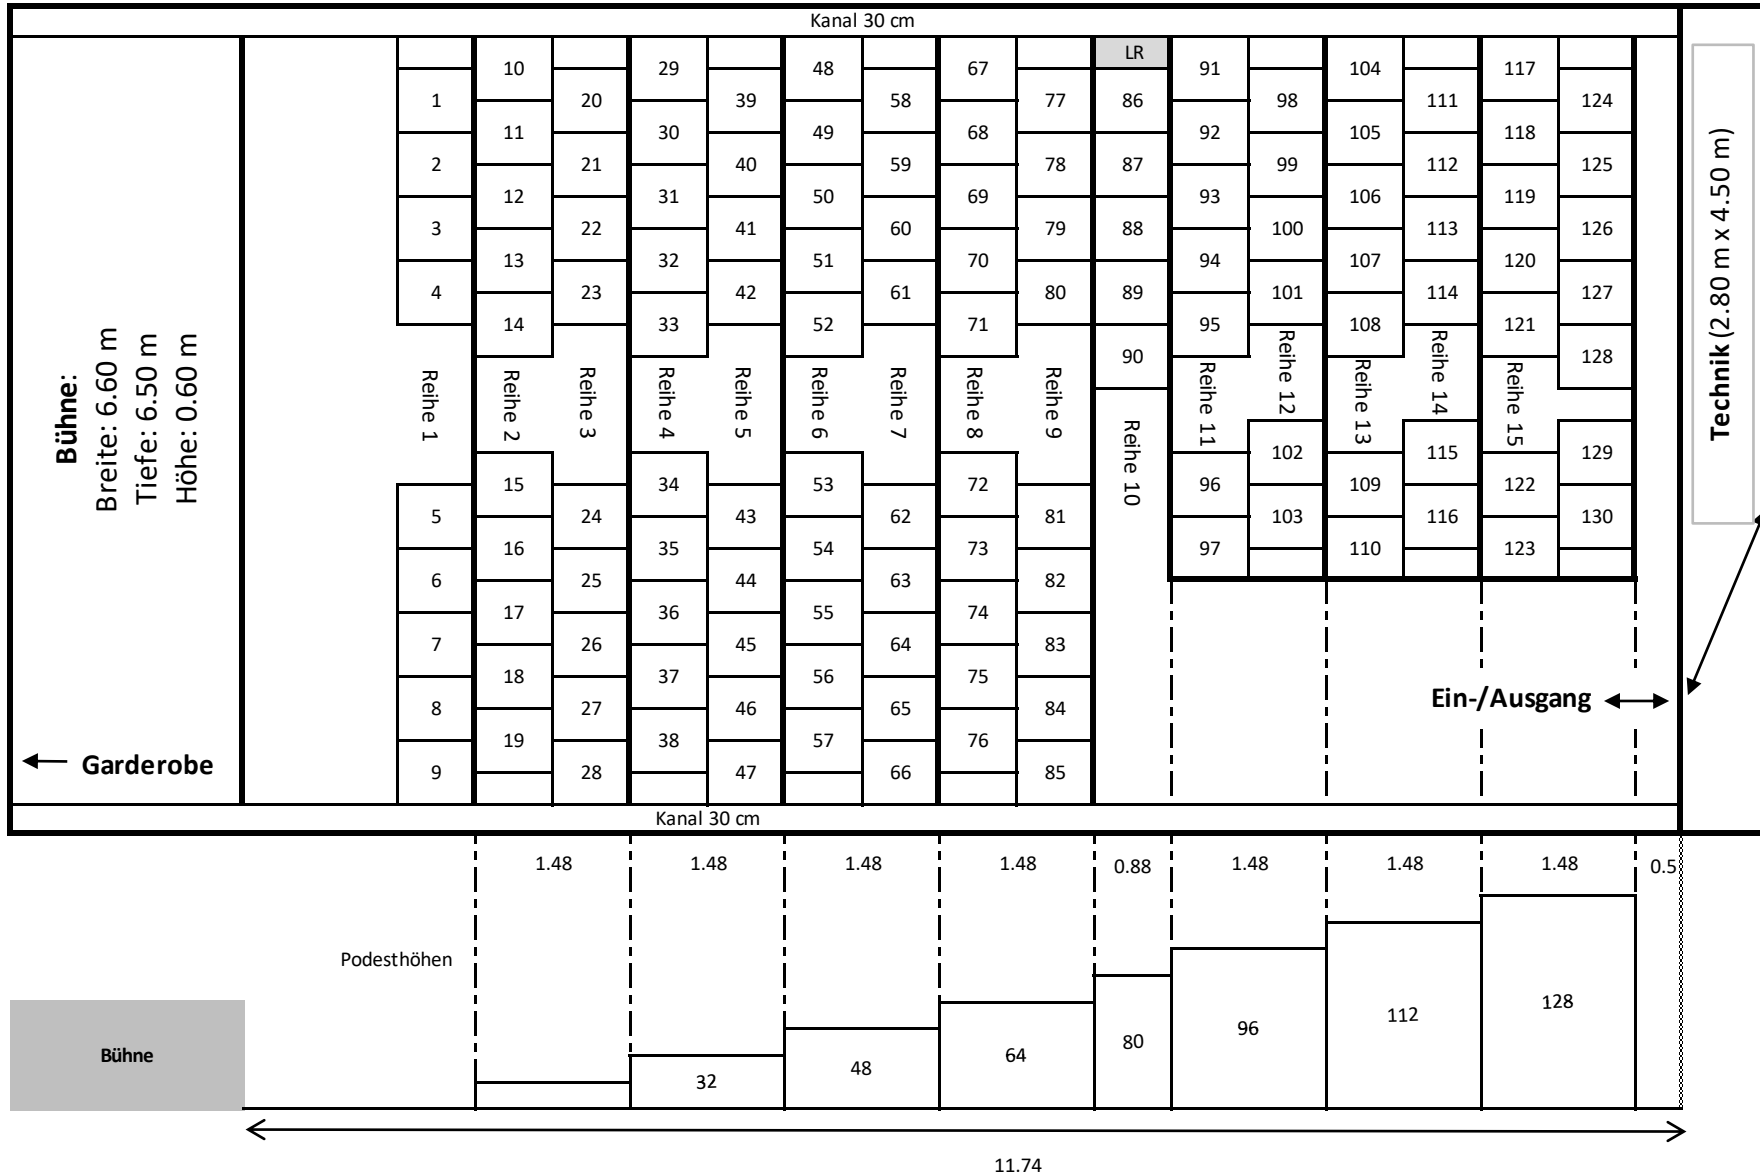 Kanal 30 cm
LR
10 29 48 67 91 104 117
1 20 39 58 77 86 98 111 124
11 30 49 68 92 105 118
2 21 40 59 78 87 99 112 125
12 31 50 69 93 106 119
3 22 41 60 79 88 100 113 126
13 32 51 70 94 107 120
4 23 42 61 80 89 101 114 127
14 33 52 71 95 108 121
90 128
Bühne:
Breite: 6.60 m
Tiefe: 6.50 m
Höhe: 0.60 m
Reihe 1
Reihe 2
Reihe 3
Reihe 4
Reihe 5
Reihe 6
Reihe 7
Reihe 8
Reihe 9
Reihe 10
Reihe 11
Reihe 12
Reihe 13
Reihe 14
Reihe 15
Technik (2.80 m x 4.50 m)
102 115 129
15 34 53 72 96 109 122
5 24 43 62 81 103 116 130
16 35 54 73 97 110 123
6 25 44 63 82
17 36 55 74
7 26 45 64 83
18 37 56 75
8 27 46 65 84
19 38 57 76
9 28 47 66 85
Ein-/Ausgang
Garderobe
Kanal 30 cm
1.48 1.48 1.48 1.48 0.88 1.48 1.48 1.48 0.5
Podesthöhen
Bühne
32 48 64 80 96 112 128
11.74